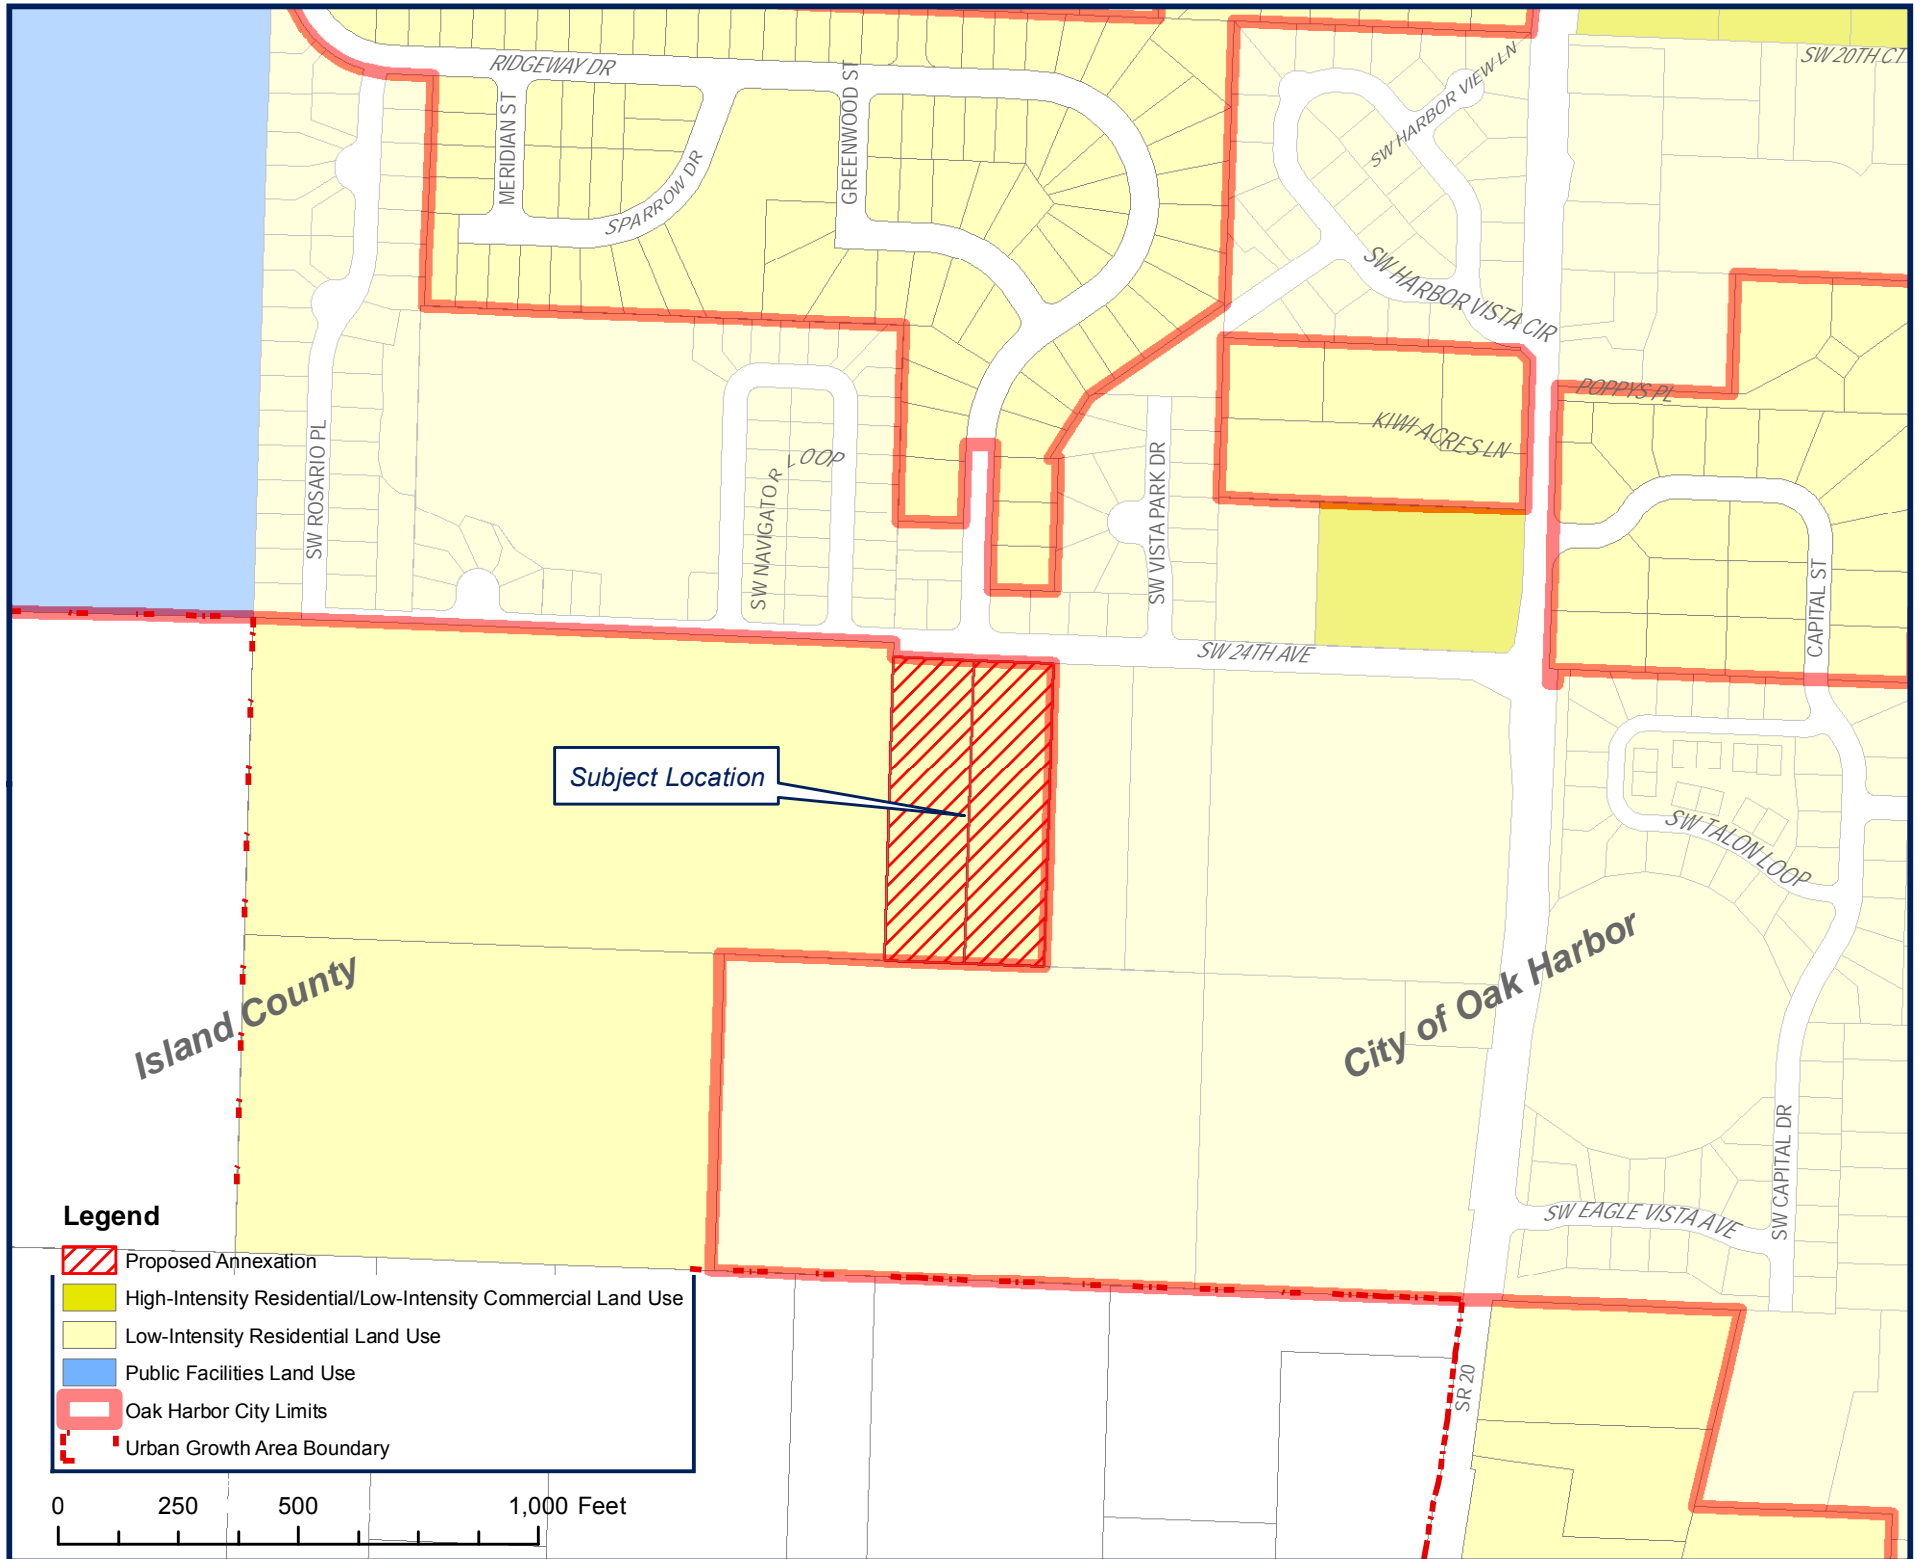 RIDGEWAY DR
MERIDIAN ST
SPARROW DR
GREENWOOD ST
SW HARBOR VIEW LN
SW 20TH CT
SW HARBOR VISTA CIR
POPPYS PL
KIWI ACRES LN
SW ROSARIO PL
SW NAVIGATOR LOOP
SW VISTA PARK DR
CAPITAL ST
SW 24TH AVE
Subject Location
SW TALON LOOP
Island County
City of Oak Harbor
SW CAPITAL DR
SW EAGLE VISTA AVE
SR 20
Legend
Proposed Annexation
High-Intensity Residential/Low-Intensity Commercial Land Use
Low-Intensity Residential Land Use
Public Facilities Land Use
Oak Harbor City Limits
Urban Growth Area Boundary
0 250 500 1,000 Feet